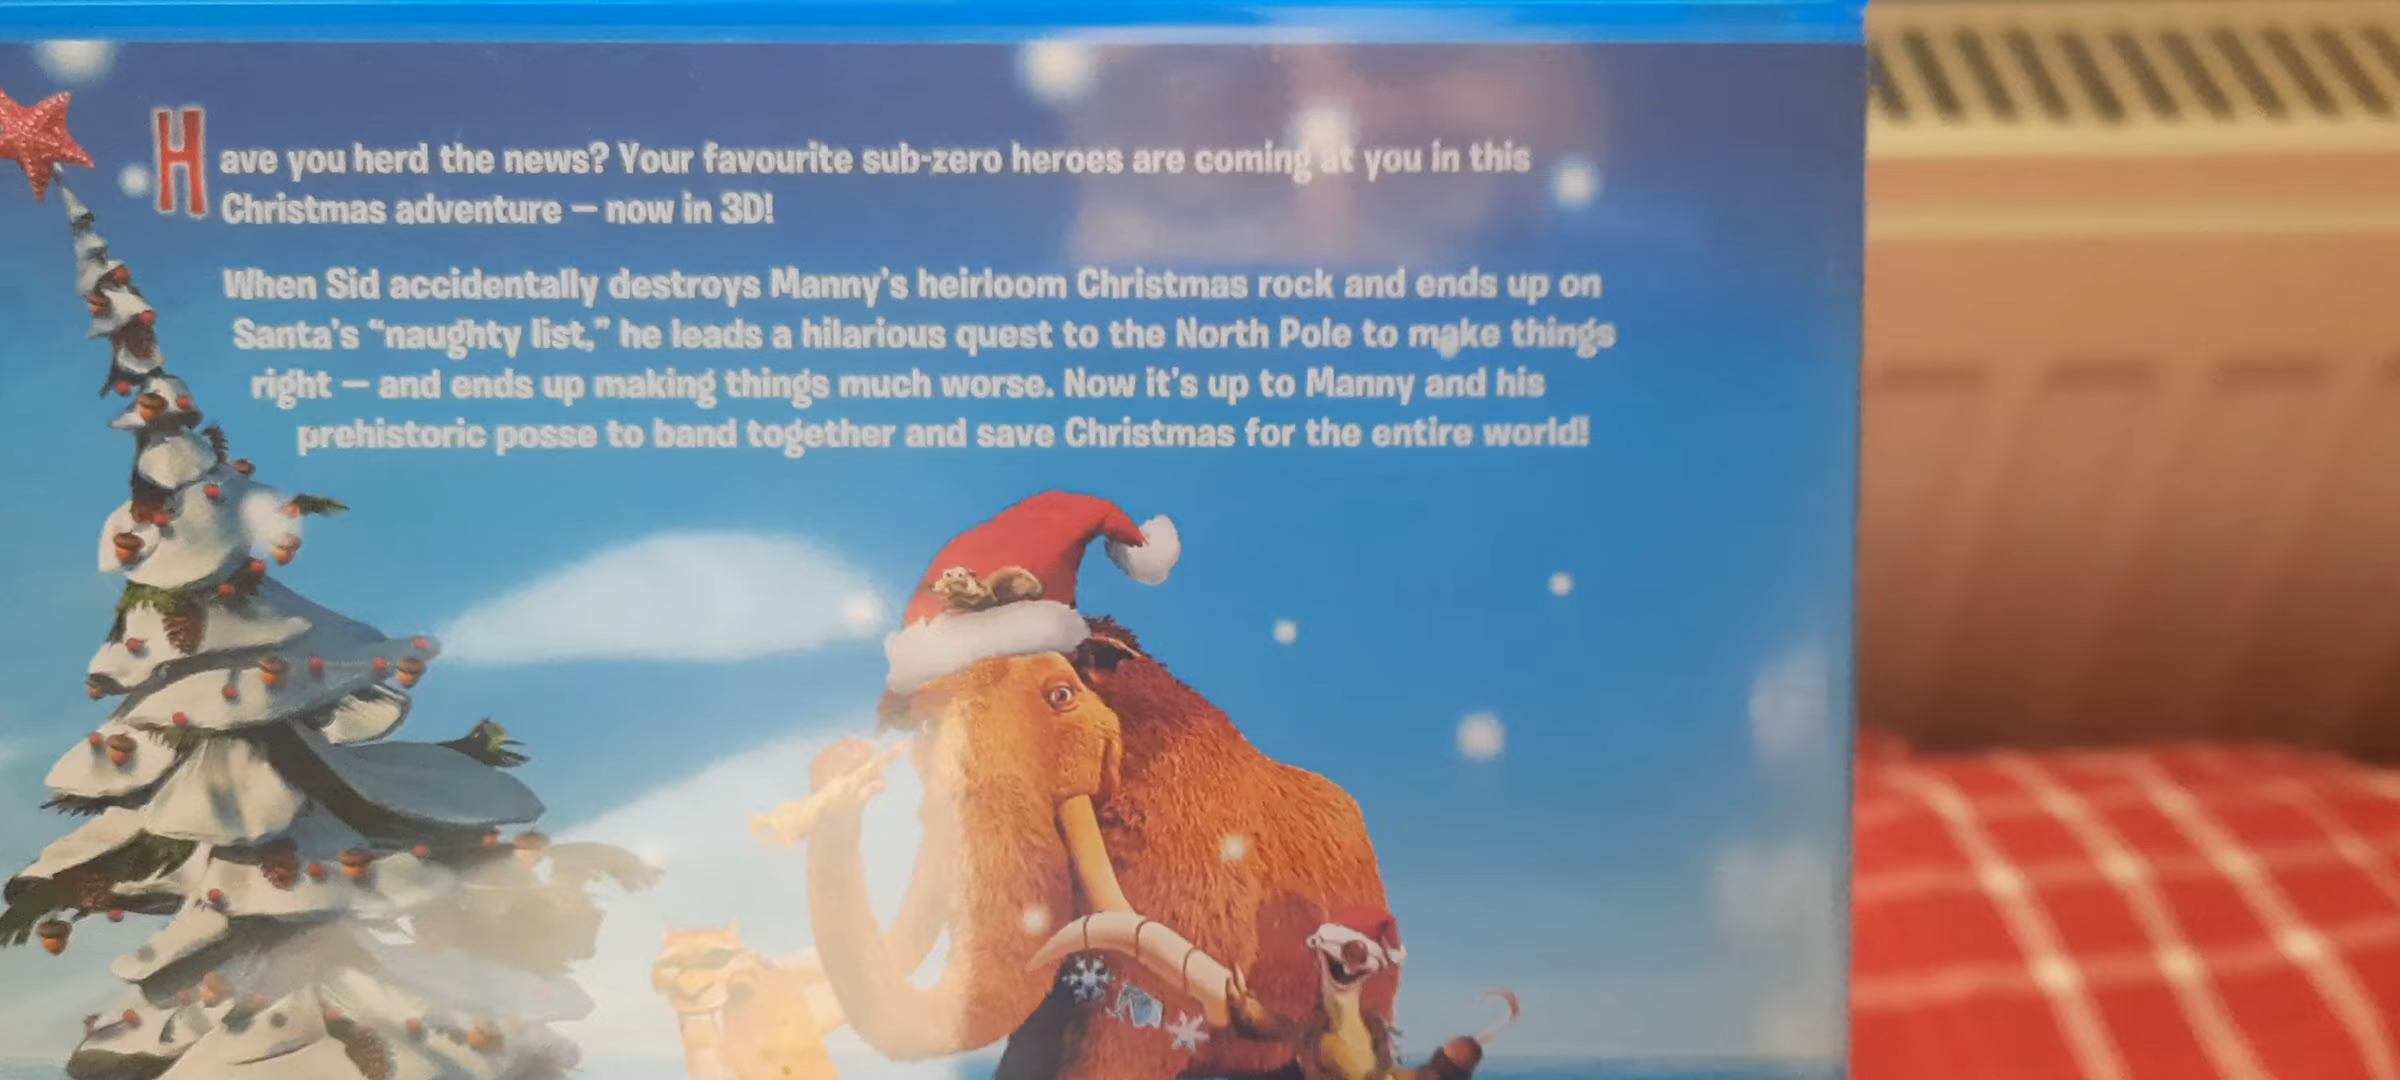 Have you herd the news? Your favourite sub-zero heroes are coming at you in this
Christmas adventure – now in 3D!
When Sid accidentally destroys Manny's heirloom Christmas rock and ends up on
Santa's “naughty list,” he leads a hilarious quest to the North Pole to make things
right – and ends up making things much worse. Now it's up to Manny and his
prehistoric posse to band together and save Christmas for the entire world!